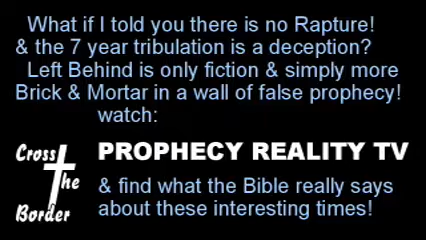 What if I told you there is no Rapture!
& the 7 year tribulation is a deception?
Left Behind is only fiction & simply more
Brick & Mortar in a wall of false prophecy!
watch:
Cross
the
Border
PROPHECY REALITY TV
& find what the Bible really says
about these interesting times!